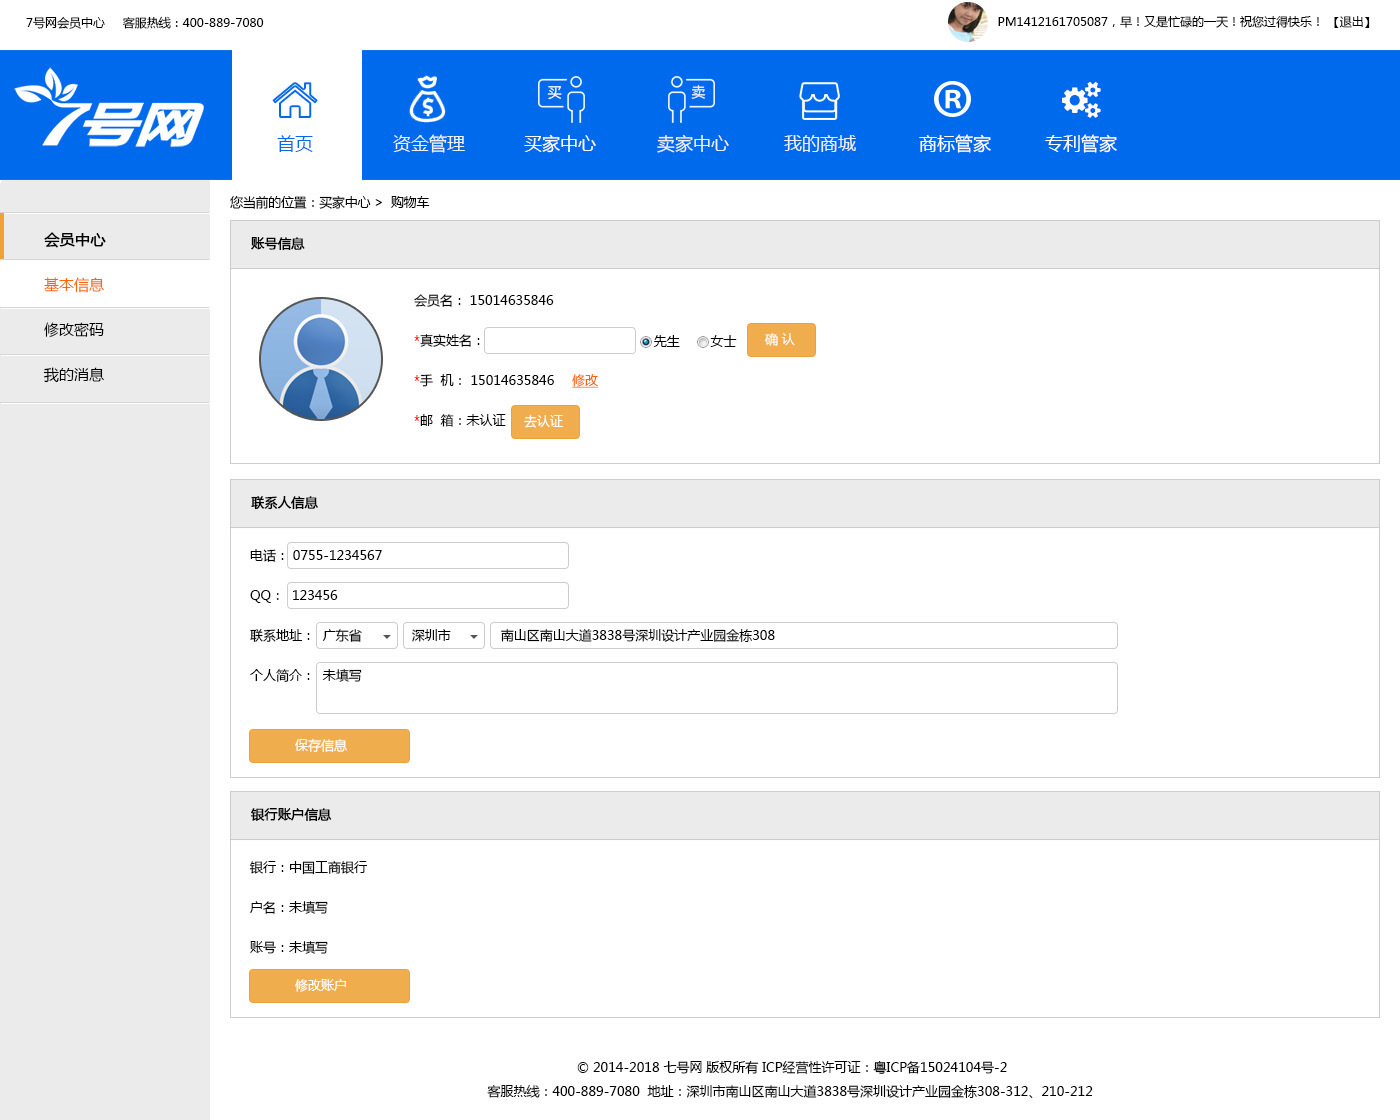 7号网会员中心 客服热线：400-889-7080
PM1412161705087，早！又是忙碌的一天！祝您过得快乐！ 【退出】
7号网
买 卖
首页 资金管理 买家中心 卖家中心 我的商城 商标管家 专利管家
您当前的位置：买家中心 > 购物车
会员中心
基本信息
修改密码
我的消息
账号信息
会员名： 15014635846
*真实姓名： 先生 女士 确 认
*手 机： 15014635846 修改
*邮 箱：未认证 去认证
联系人信息
电话：0755-1234567
QQ： 123456
联系地址： 广东省 深圳市 南山区南山大道3838号深圳设计产业园金栋308
个人简介： 未填写
保存信息
银行账户信息
银行：中国工商银行
户名：未填写
账号：未填写
修改账户
© 2014-2018 七号网 版权所有 ICP经营性许可证：粤ICP备15024104号-2
客服热线：400-889-7080 地址：深圳市南山区南山大道3838号深圳设计产业园金栋308-312、210-212